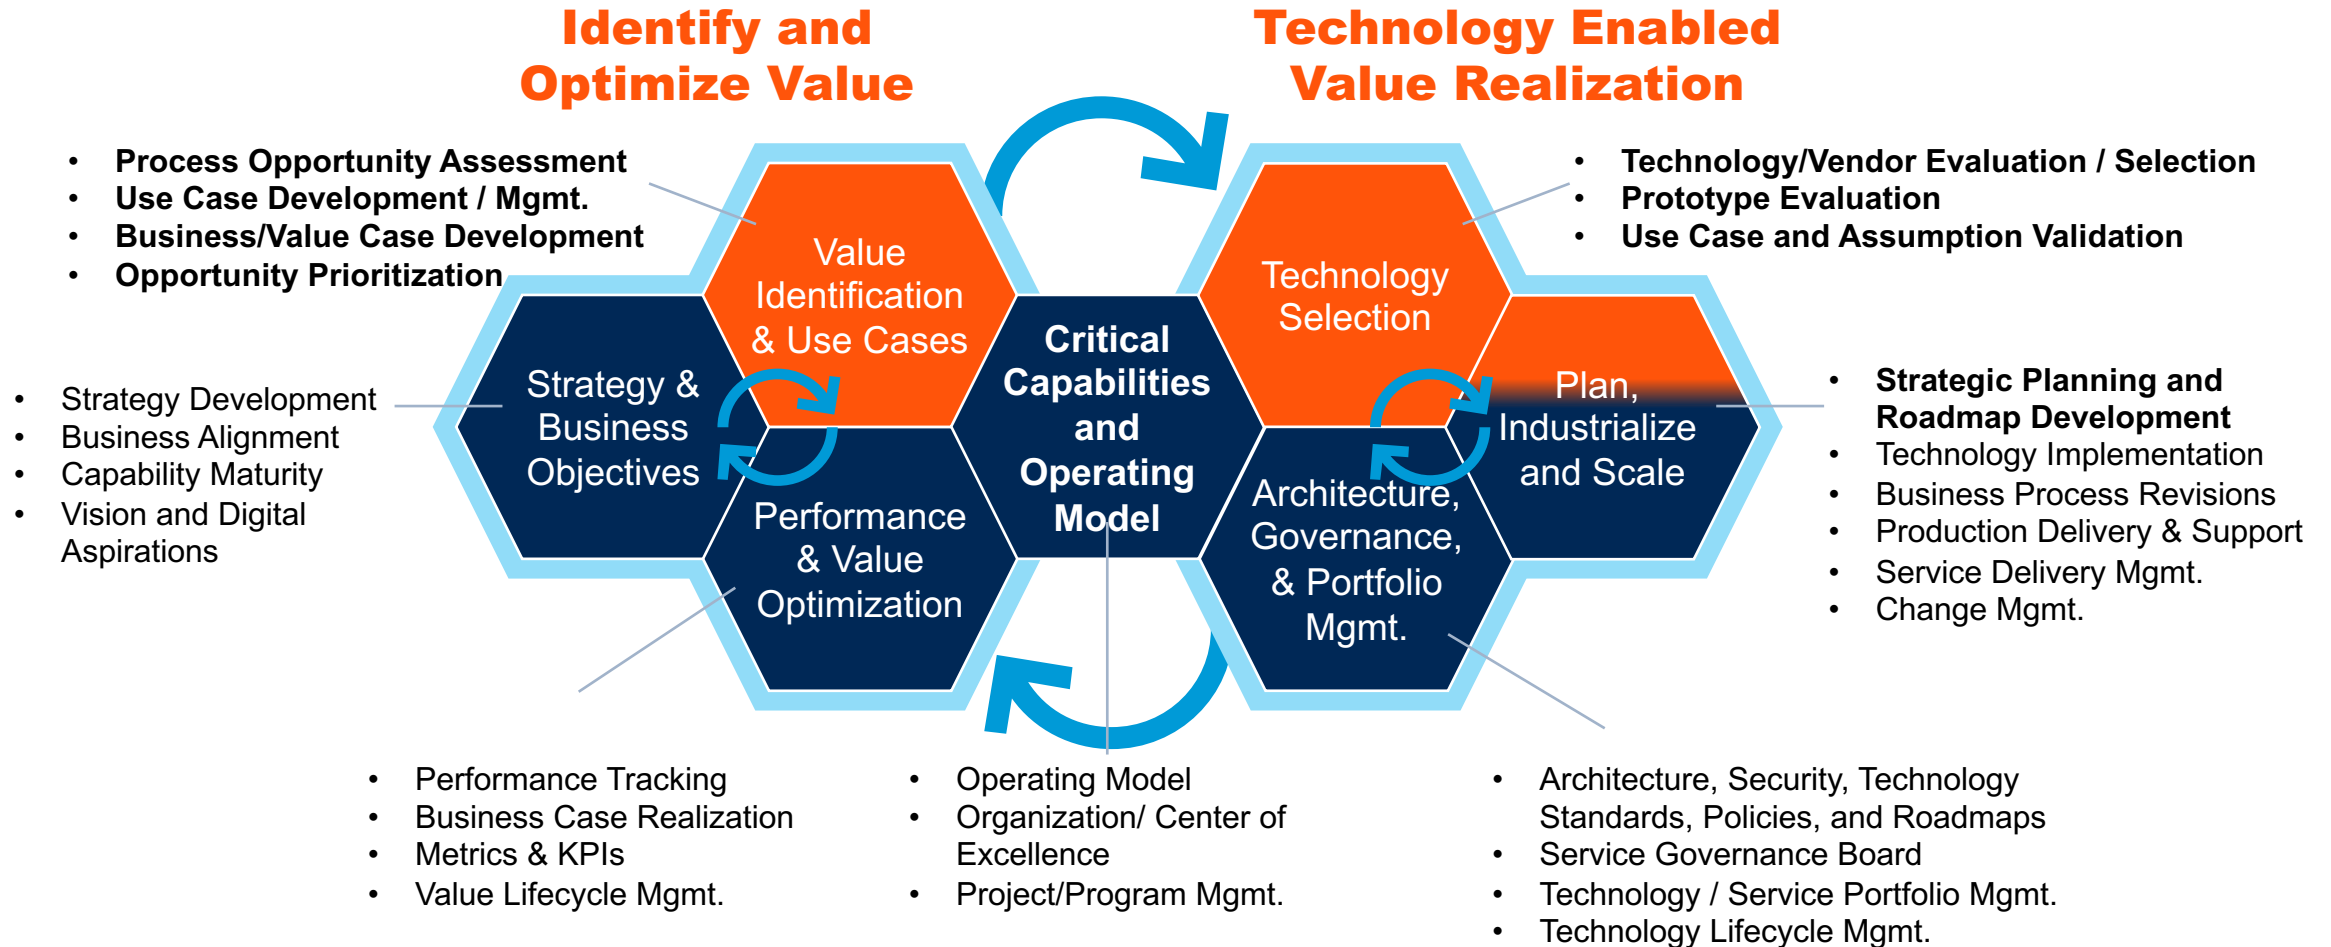 Identify and
Optimize Value
Technology Enabled
Value Realization
• Process Opportunity Assessment
• Use Case Development / Mgmt.
• Business/Value Case Development
• Opportunity Prioritization
• Technology/Vendor Evaluation / Selection
• Prototype Evaluation
• Use Case and Assumption Validation
Value
Identification
& Use Cases
Technology
Selection
Strategy &
Business
Objectives
Critical
Capabilities
and
Operating
Model
Plan,
Industrialize
and Scale
Performance
& Value
Optimization
Architecture,
Governance,
& Portfolio
Mgmt.
• Strategy Development
• Business Alignment
• Capability Maturity
• Vision and Digital
Aspirations
• Strategic Planning and
Roadmap Development
• Technology Implementation
• Business Process Revisions
• Production Delivery & Support
• Service Delivery Mgmt.
• Change Mgmt.
• Performance Tracking
• Business Case Realization
• Metrics & KPIs
• Value Lifecycle Mgmt.
• Operating Model
• Organization/ Center of
Excellence
• Project/Program Mgmt.
• Architecture, Security, Technology
Standards, Policies, and Roadmaps
• Service Governance Board
• Technology / Service Portfolio Mgmt.
• Technology Lifecycle Mgmt.